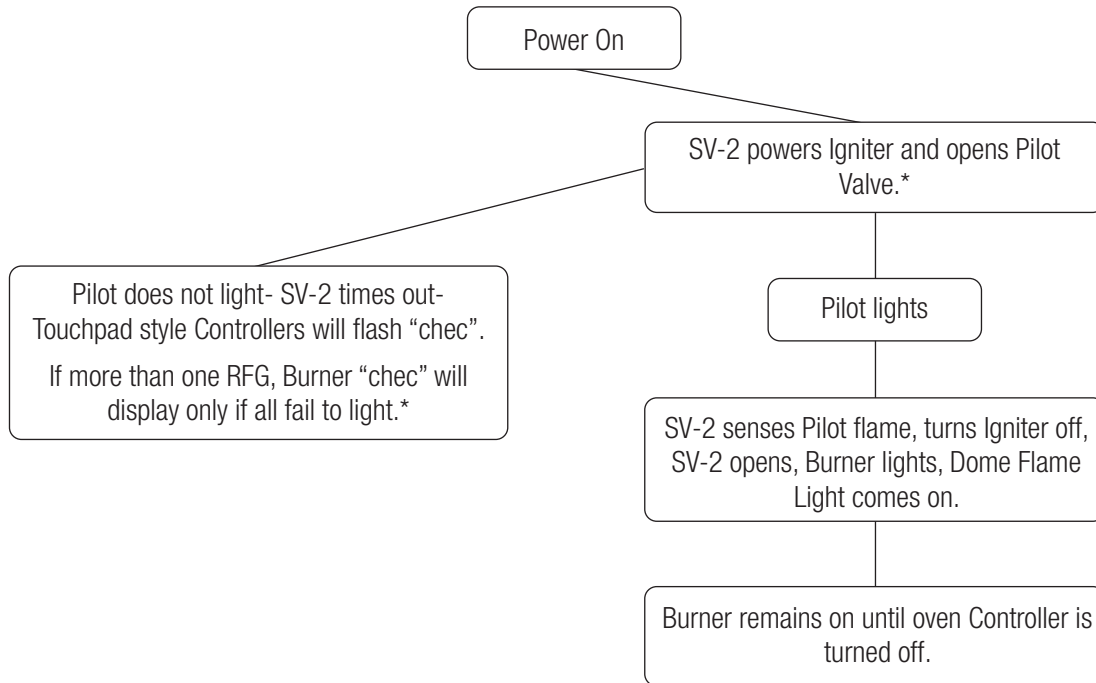 Power On
SV-2 powers Igniter and opens Pilot
Valve.*
Pilot does not light- SV-2 times out-
Touchpad style Controllers will flash “chec”.
If more than one RFG, Burner “chec” will
display only if all fail to light.*
Pilot lights
SV-2 senses Pilot flame, turns Igniter off,
SV-2 opens, Burner lights, Dome Flame
Light comes on.
Burner remains on until oven Controller is
turned off.